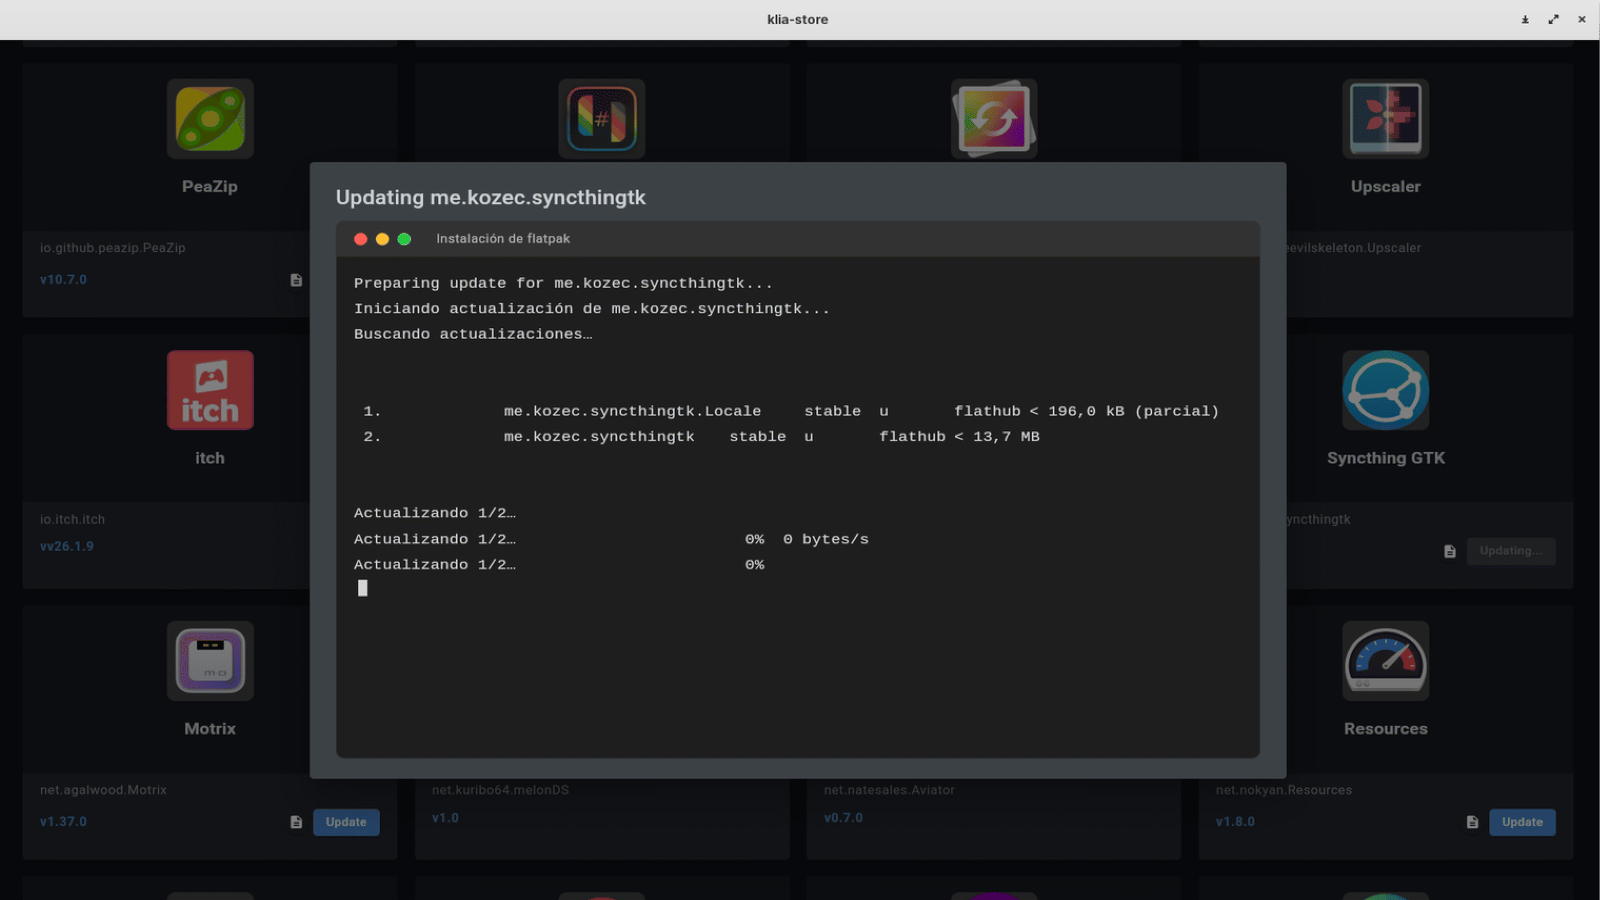 klia-store
PeaZip
Upscaler
io.github.peazip.PeaZip
evilskeleton.Upscaler
v10.7.0
Updating me.kozec.syncthingtk
Instalación de flatpak
Preparing update for me.kozec.syncthingtk...
Iniciando actualización de me.kozec.syncthingtk...
Buscando actualizaciones…
1. me.kozec.syncthingtk.Locale stable u flathub < 196,0 kB (parcial)
2. me.kozec.syncthingtk stable u flathub < 13,7 MB
Actualizando 1/2…
Actualizando 1/2… 0% 0 bytes/s
Actualizando 1/2… 0%
itch
itch
Syncthing GTK
io.itch.itch
yncthingtk
vv26.1.9
Updating...
Motrix
Resources
net.agalwood.Motrix
net.kuribo64.melonDS
net.natesales.Aviator
net.nokyan.Resources
v1.37.0
Update
v1.0
v0.7.0
v1.8.0
Update